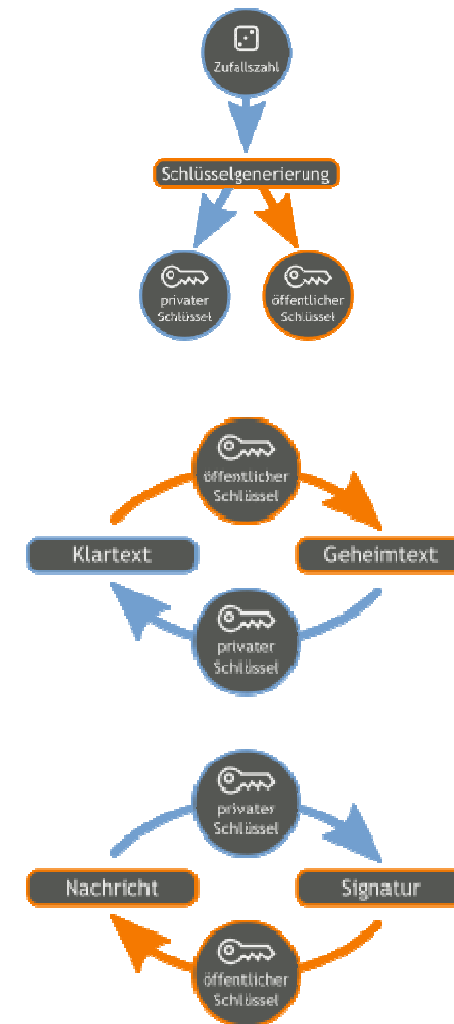 Zufallszahl
Schlüsselgenerierung
privater
Schlüssel
öffentlicher
Schlüssel
öffentlicher
Schlüssel
Klartext
Geheimtext
privater
Schlüssel
privater
Schlüssel
Nachricht
Signatur
öffentlicher
Schlüssel